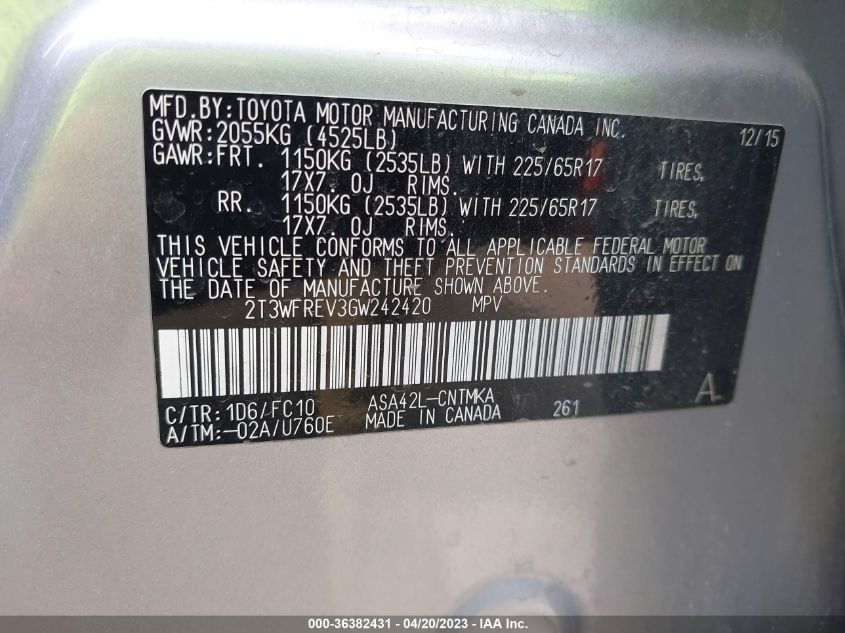 MFD.BY:TOYOTA MOTOR MANUFACTURING CANADA INC. 12/15
GVWR:2055KG (4525LB)
GAWR:FRT. 1150KG (2535LB) WITH 225/65R17 TIRES,
17X7. 0J RIMS.
RR. 1150KG (2535LB) WITH 225/65R17 TIRES,
17X7. 0J RIMS.
THIS VEHICLE CONFORMS TO ALL APPLICABLE FEDERAL MOTOR
VEHICLE SAFETY AND THEFT PREVENTION STANDARDS IN EFFECT ON
THE DATE OF MANUFACTURE SHOWN ABOVE.
2T3WFREV3GW242420 MPV
C/TR:1D6/FC10 ASA42L-CNTMKA
A/TM:-02A/U760E MADE IN CANADA 261 A
000-36382431 - 04/20/2023 - IAA Inc.